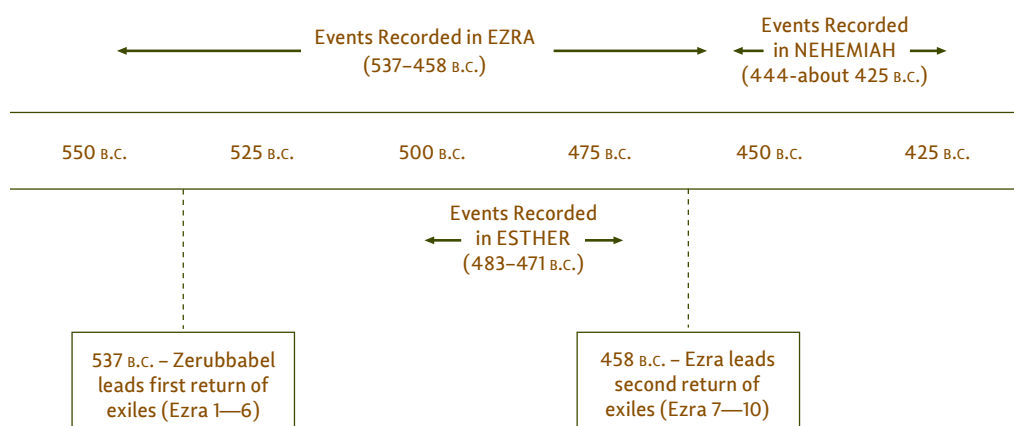 Events Recorded in EZRA
(537–458 B.C.)
Events Recorded
in NEHEMIAH
(444-about 425 B.C.)
550 B.C. 525 B.C. 500 B.C. 475 B.C. 450 B.C. 425 B.C.
Events Recorded
in ESTHER
(483–471 B.C.)
537 B.C. – Zerubbabel
leads first return of
exiles (Ezra 1—6)
458 B.C. – Ezra leads
second return of
exiles (Ezra 7—10)